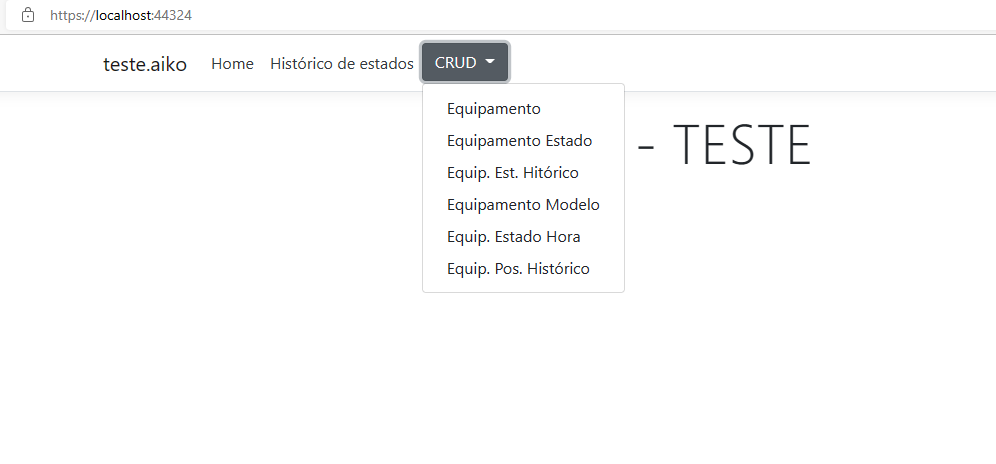 https://localhost:44324
teste.aiko Home Histórico de estados CRUD
Equipamento
Equipamento Estado
Equip. Est. Hitórico
Equipamento Modelo
Equip. Estado Hora
Equip. Pos. Histórico
- TESTE